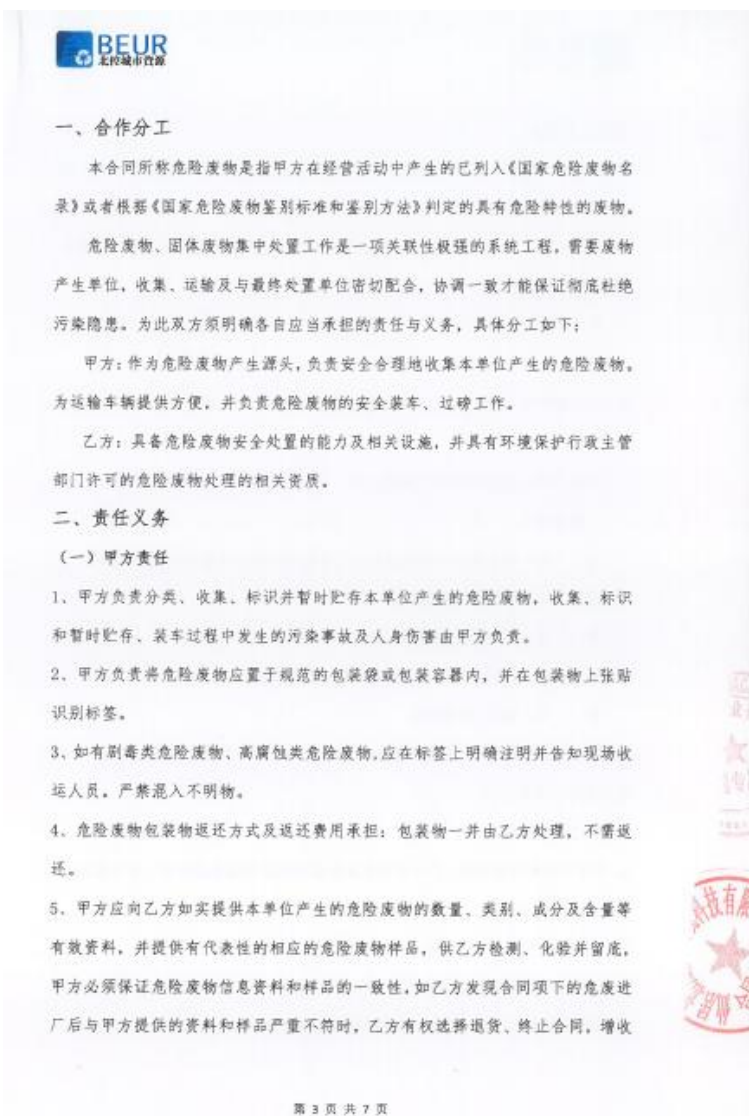 BEUR
北控城市资源
一、合作分工
本合同所称危险废物是指甲方在经营活动中产生的已列入《国家危险废物名
录》或者根据《国家危险废物鉴别标准和鉴别方法》判定的具有危险特性的废物。
危险废物、固体废物集中处置工作是一项关联性极强的系统工程，需要废物
产生单位，收集、运输及与最终处置单位密切配合，协调一致才能保证彻底杜绝
污染隐患。为此双方须明确各自应当承担的责任与义务，具体分工如下：
甲方：作为危险废物产生源头，负责安全合理地收集本单位产生的危险废物。
为运输车辆提供方便，并负责危险废物的安全装车、过磅工作。
乙方：具备危险废物安全处置的能力及相关设施，并具有环境保护行政主管
部门许可的危险废物处理的相关资质。
二、责任义务
（一）甲方责任
1、甲方负责分类、收集、标识并暂时贮存本单位产生的危险废物，收集、标识
和暂时贮存、装车过程中发生的污染事故及人身伤害由甲方负责。
2、甲方负责将危险废物应置于规范的包装袋或包装容器内，并在包装物上张贴
识别标签。
3、如有剧毒类危险废物、高腐蚀类危险废物,应在标签上明确注明并告知现场收
运人员。严禁混入不明物。
4、危险废物包装物返还方式及返还费用承担：包装物一并由乙方处理，不需返
还。
5、甲方应向乙方如实提供本单位产生的危险废物的数量、类别、成分及含量等
有效资料，并提供有代表性的相应的危险废物样品，供乙方检测、化验并留底，
甲方必须保证危险废物信息资料和样品的一致性,如乙方发现合同项下的危废进
厂后与甲方提供的资料和样品严重不符时，乙方有权选择退货、终止合同，增收
科技有
第 3 页 共 7 页